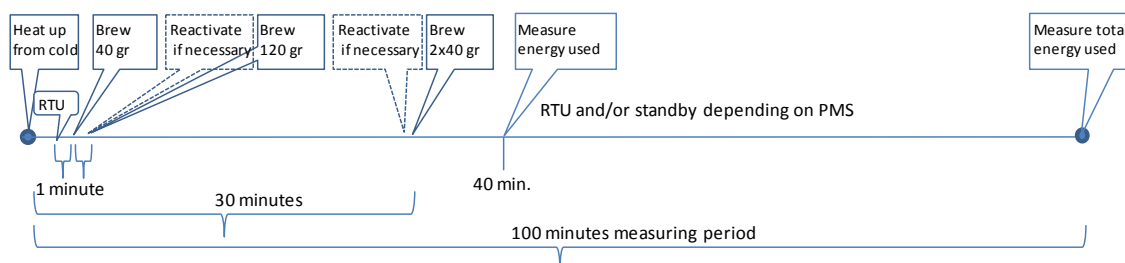 Heat up
from cold
Brew
40 gr
Reactivate
if necessary
Brew
120 gr
Reactivate
if necessary
Brew
2x40 gr
Measure
energy used
Measure total
energy used
RTU
RTU and/or standby depending on PMS
1 minute
40 min.
30 minutes
100 minutes measuring period